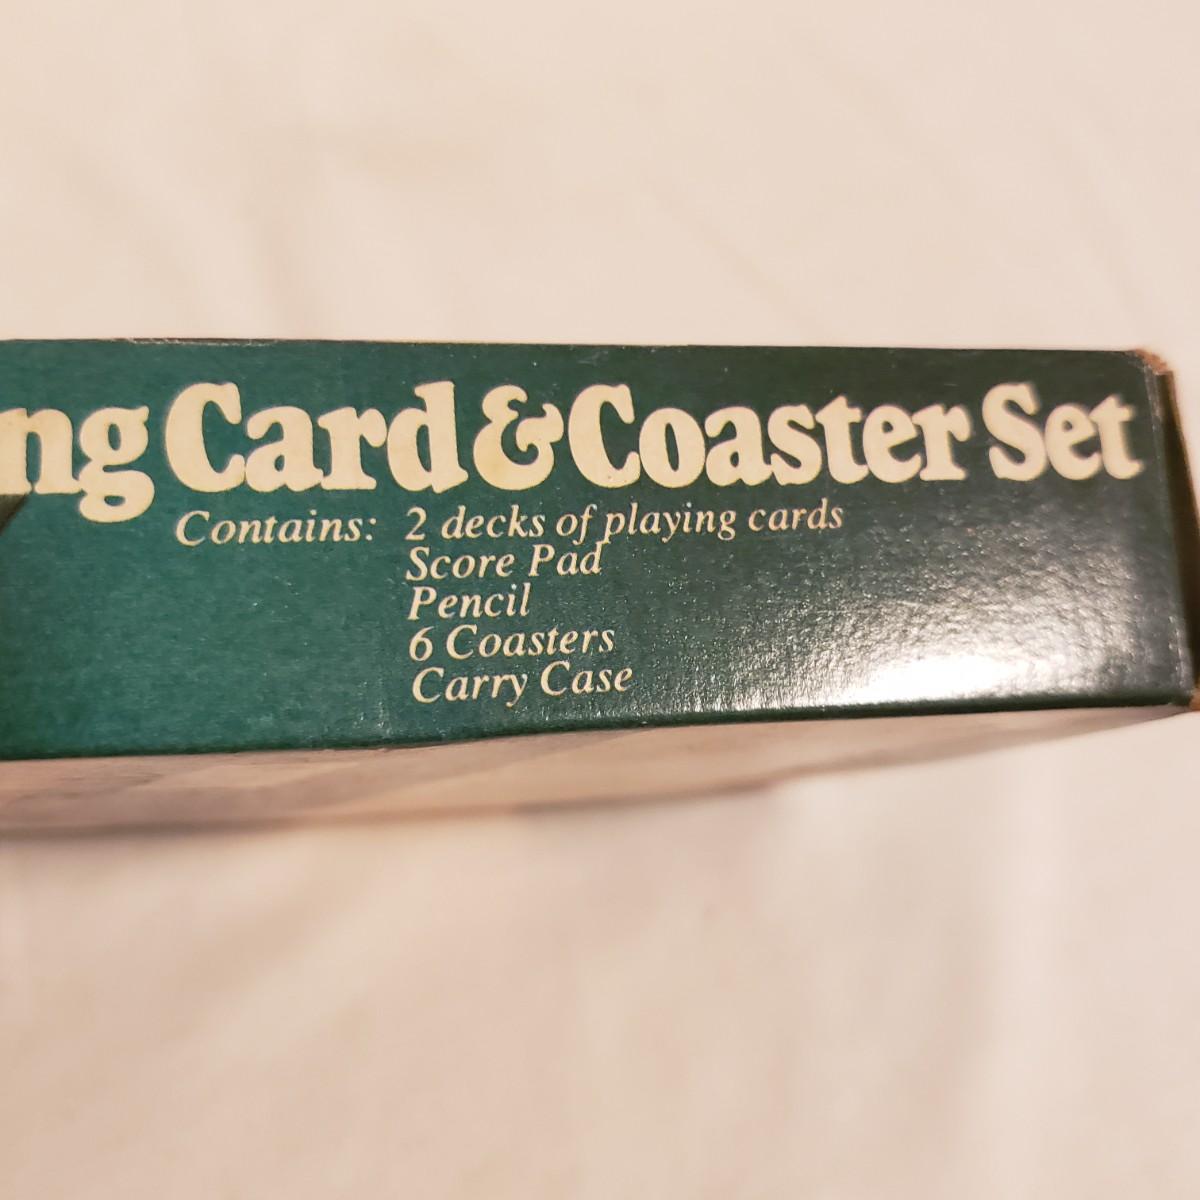 ng Card & Coaster Set
Contains: 2 decks of playing cards
Score Pad
Pencil
6 Coasters
Carry Case